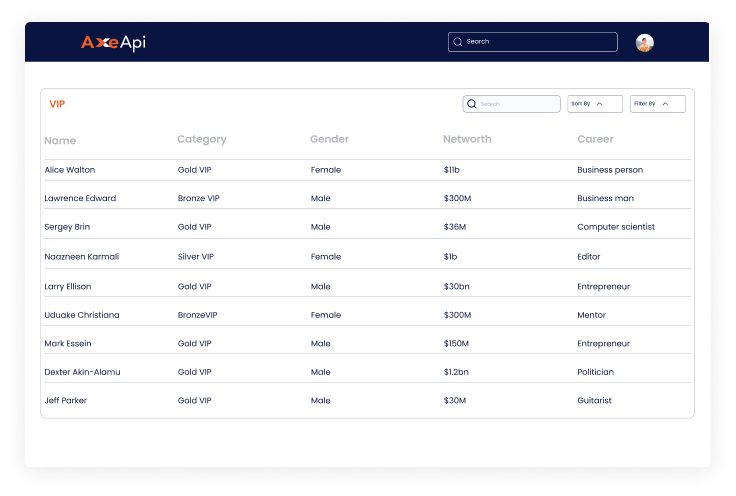 AxeApi Search
VIP Search Sort By Filter By
Name Category Gender Networth Career
Alice Walton Gold VIP Female $11b Business person
Lawrence Edward Bronze VIP Male $300M Business man
Sergey Brin Gold VIP Male $36M Computer scientist
Naazneen Karmali Silver VIP Female $1b Editor
Larry Ellison Gold VIP Male $30bn Entrepreneur
Uduake Christiana BronzeVIP Female $300M Mentor
Mark Essein Gold VIP Male $150M Entrepreneur
Dexter Akin-Alamu Gold VIP Male $1.2bn Politician
Jeff Parker Gold VIP Male $30M Guitarist